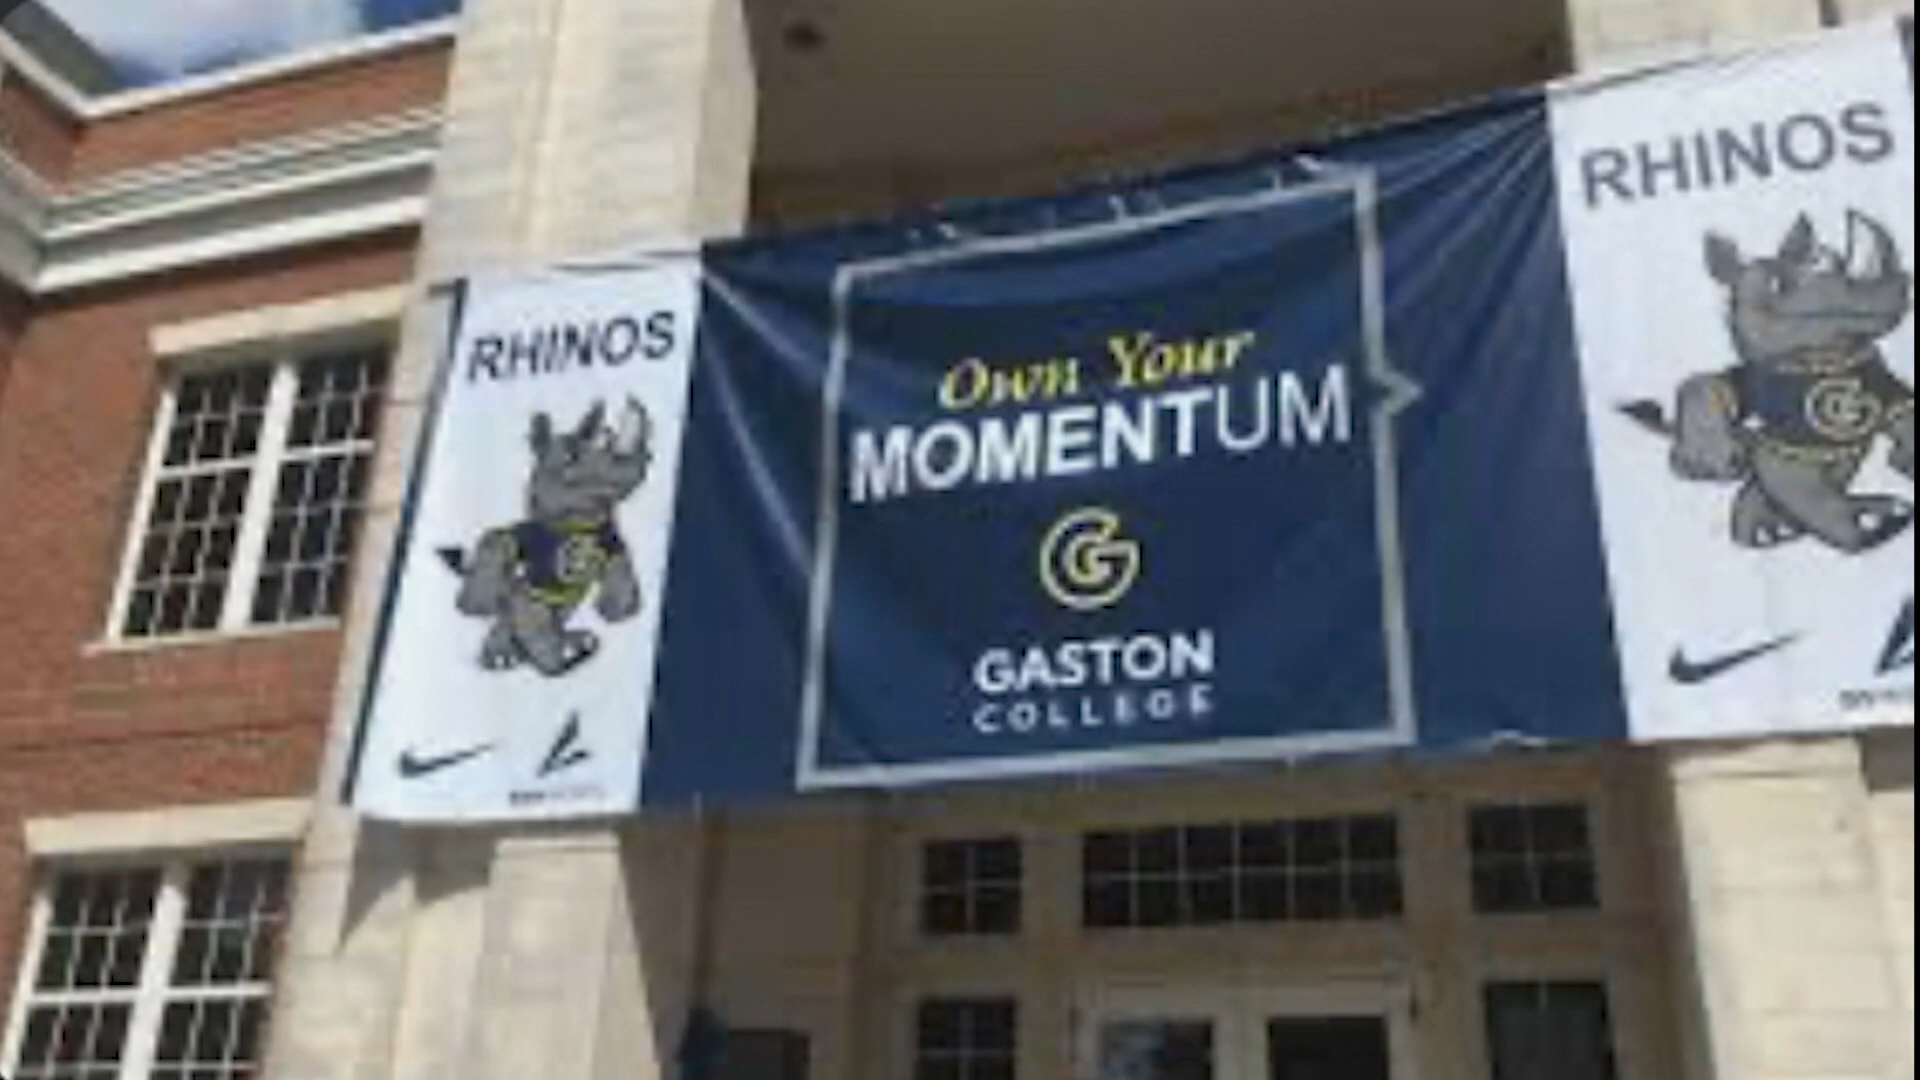 RHINOS
Own Your
MOMENTUM
G
GASTON
COLLEGE
RHINOS
G
G